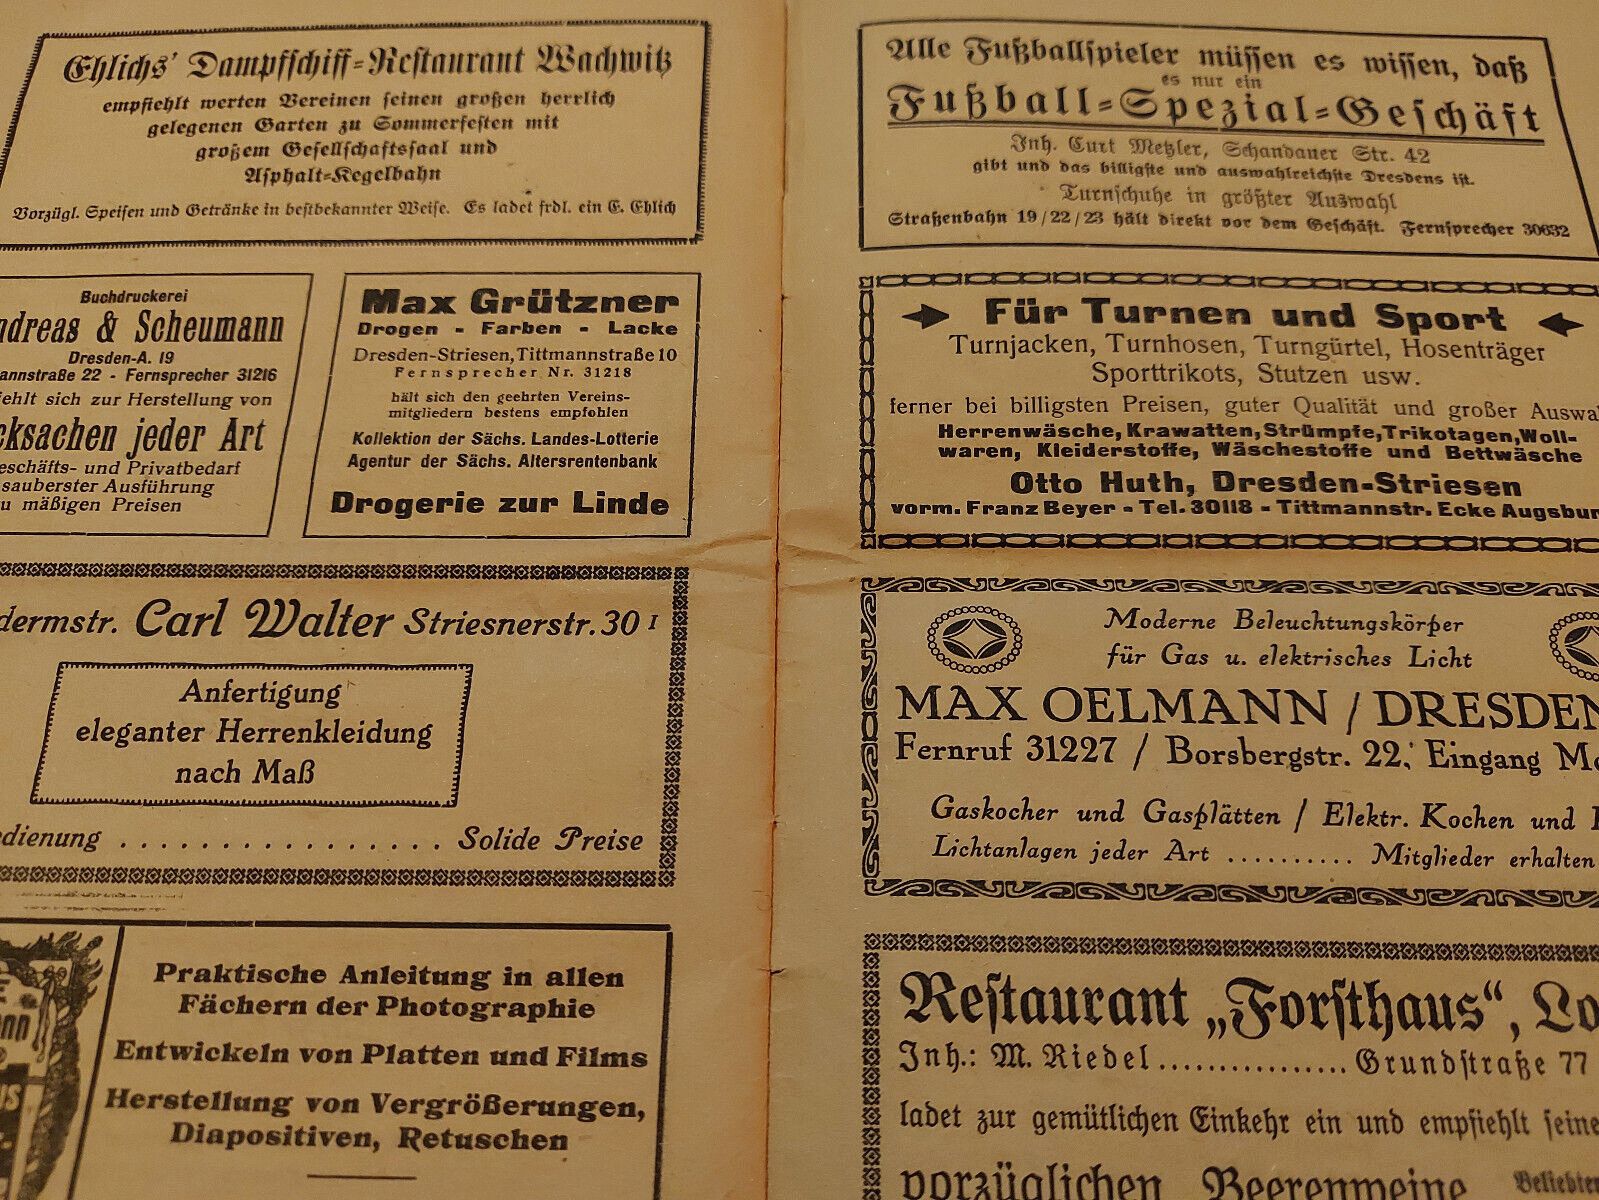 Ehlichs' Dampfschiff-Restaurant Wachwitz
empfiehlt werten Vereinen seinen großen herrlich
gelegenen Garten zu Sommerfesten mit
großem Gesellschaftssaal und
Asphalt-Kegelbahn
Vorzügl. Speisen und Getränke in bestbekannter Weise. Es ladet frdl. ein E. Ehlich
Buchdruckerei
ndreas & Scheumann
Dresden-A. 19
annstraße 22 - Fernsprecher 31216
iehlt sich zur Herstellung von
cksachen jeder Art
eschäfts- und Privatbedarf
sauberster Ausführung
u mäßigen Preisen
Max Grützner
Drogen - Farben - Lacke
Dresden-Striesen, Tittmannstraße 10
Fernsprecher Nr. 31218
hält sich den geehrten Vereins-
mitgliedern bestens empfohlen
Kollektion der Sächs. Landes-Lotterie
Agentur der Sächs. Altersrentenbank
Drogerie zur Linde
dermstr. Carl Walter Striesnerstr. 30 I
Anfertigung
eleganter Herrenkleidung
nach Maß
edienung . . . . . . . . . . . . . . . . . Solide Preise
Praktische Anleitung in allen
Fächern der Photographie
Entwickeln von Platten und Films
Herstellung von Vergrößerungen,
Diapositiven, Retuschen
Alle Fußballspieler müssen es wissen, daß
es nur ein
Fußball-Spezial-Geschäft
Inh. Curt Metzler, Schandauer Str. 42
gibt und das billigste und auswahlreichste Dresdens ist.
Turnschuhe in größter Auswahl
Straßenbahn 19/22/23 hält direkt vor dem Geschäft. Fernsprecher 30632
Für Turnen und Sport
Turnjacken, Turnhosen, Turngürtel, Hosenträger
Sporttrikots, Stutzen usw.
ferner bei billigsten Preisen, guter Qualität und großer Auswa
Herrenwäsche, Krawatten, Strümpfe, Trikotagen, Woll-
waren, Kleiderstoffe, Wäschestoffe und Bettwäsche
Otto Huth, Dresden-Striesen
vorm. Franz Beyer - Tel. 30118 - Tittmannstr. Ecke Augsbur
Moderne Beleuchtungskörper
für Gas u. elektrisches Licht
MAX OELMANN / DRESDEN
Fernruf 31227 / Borsbergstr. 22, Eingang M
Gaskocher und Gasplätten / Elektr. Kochen und
Lichtanlagen jeder Art . . . . . . . . . . Mitglieder erhalten
Restaurant „Forsthaus“, Lo
Inh.: M. Riedel . . . . . . . . . . . . . . . . Grundstraße 77
ladet zur gemütlichen Einkehr ein und empfiehlt seine
vorzüglichen Beerenweine Beliebter